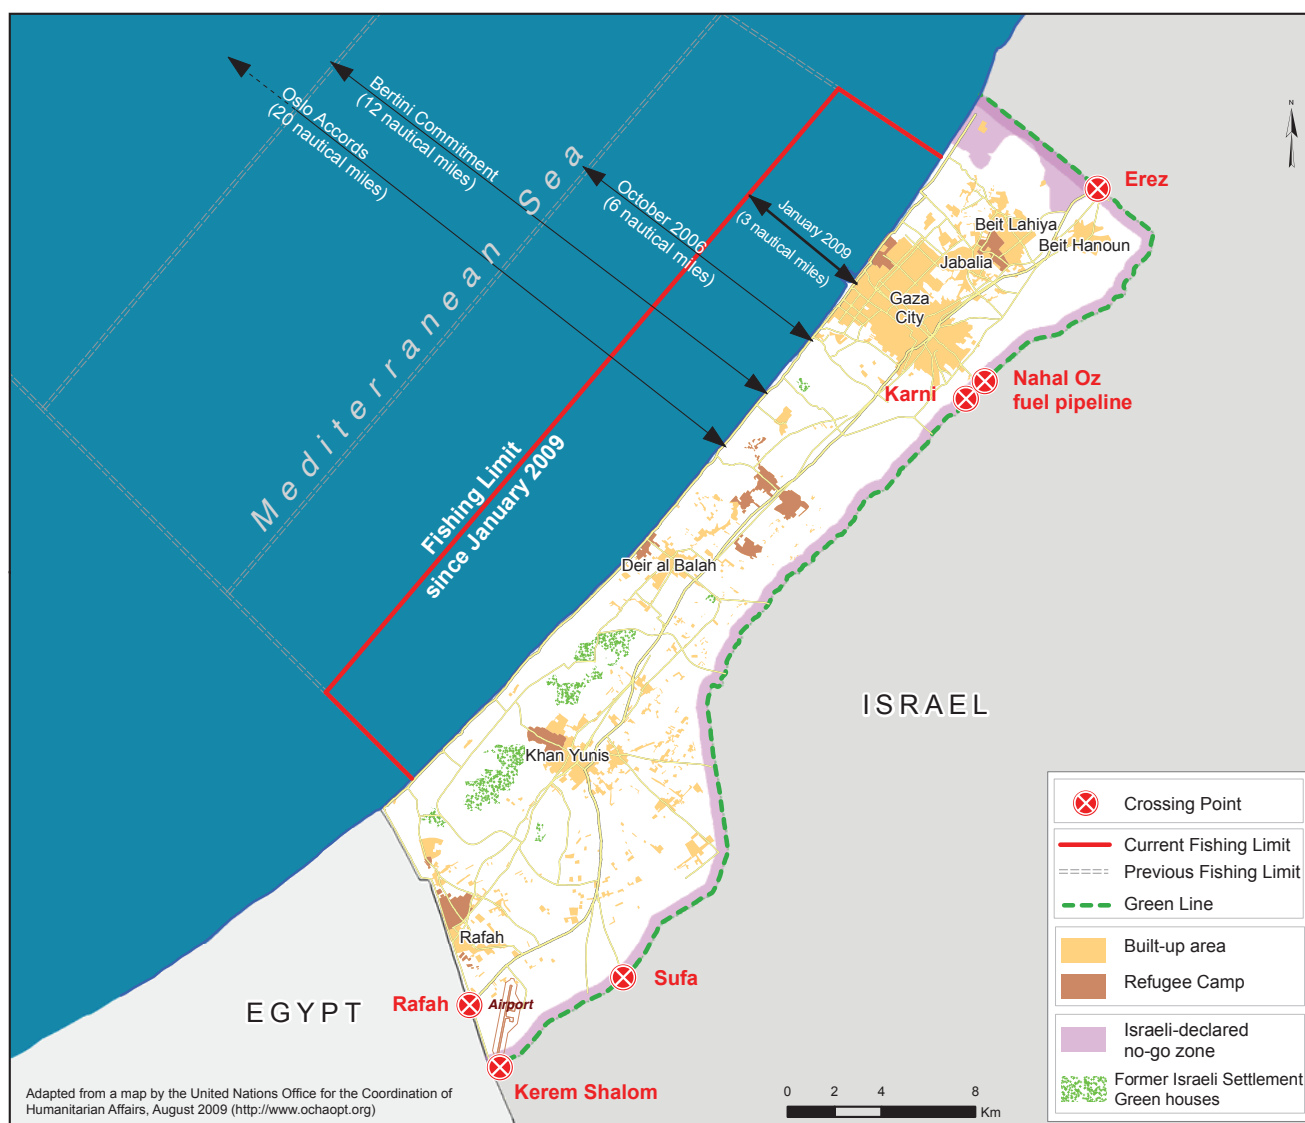 Oslo Accords
(20 nautical miles)
Bertini Commitment
(12 nautical miles)
October 2006
(6 nautical miles)
January 2009
(3 nautical miles)
Mediterranean Sea
Fishing Limit
since January 2009
N
Erez
Beit Lahiya
Beit Hanoun
Jabalia
Gaza
City
Karni
Nahal Oz
fuel pipeline
Deir al Balah
ISRAEL
Khan Yunis
Rafah
Sufa
Rafah
Airport
EGYPT
Kerem Shalom
Crossing Point
Current Fishing Limit
Previous Fishing Limit
Green Line
Built-up area
Refugee Camp
Israeli-declared
no-go zone
Former Israeli Settlement
Green houses
0 2 4 8
Km
Adapted from a map by the United Nations Office for the Coordination of
Humanitarian Affairs, August 2009 (http://www.ochaopt.org)